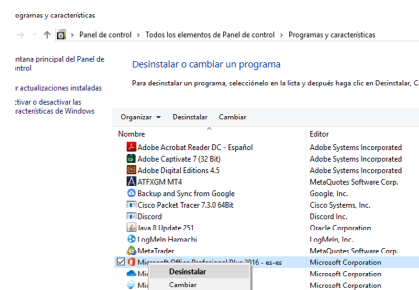 ogramas y características
Panel de control > Todos los elementos de Panel de control > Programas y características
ntana principal del Panel de
ntrol
r actualizaciones instaladas
ctivar o desactivar las
racterísticas de Windows
Desinstalar o cambiar un programa
Para desinstalar un programa, selecciónelo en la lista y después haga clic en Desinstalar, C
Organizar Desinstalar Cambiar
Nombre Editor
Adobe Acrobat Reader DC - Español Adobe Systems Incorporated
Adobe Captivate 7 (32 Bit) Adobe Systems Incorporated
Adobe Digital Editions 4.5 Adobe Systems Incorporated
ATFXGM MT4 MetaQuotes Software Corp.
Backup and Sync from Google Google, Inc.
Cisco Packet Tracer 7.3.0 64Bit Cisco Systems, Inc.
Discord Discord Inc.
Java 8 Update 251 Oracle Corporation
LogMeIn Hamachi LogMeIn, Inc.
MetaTrader MetaQuotes Software Corp.
Microsoft Office Profesional Plus 2016 - es-es Microsoft Corporation
Mi Desinstalar Microsoft Corporation
Mi Cambiar Microsoft Corporation